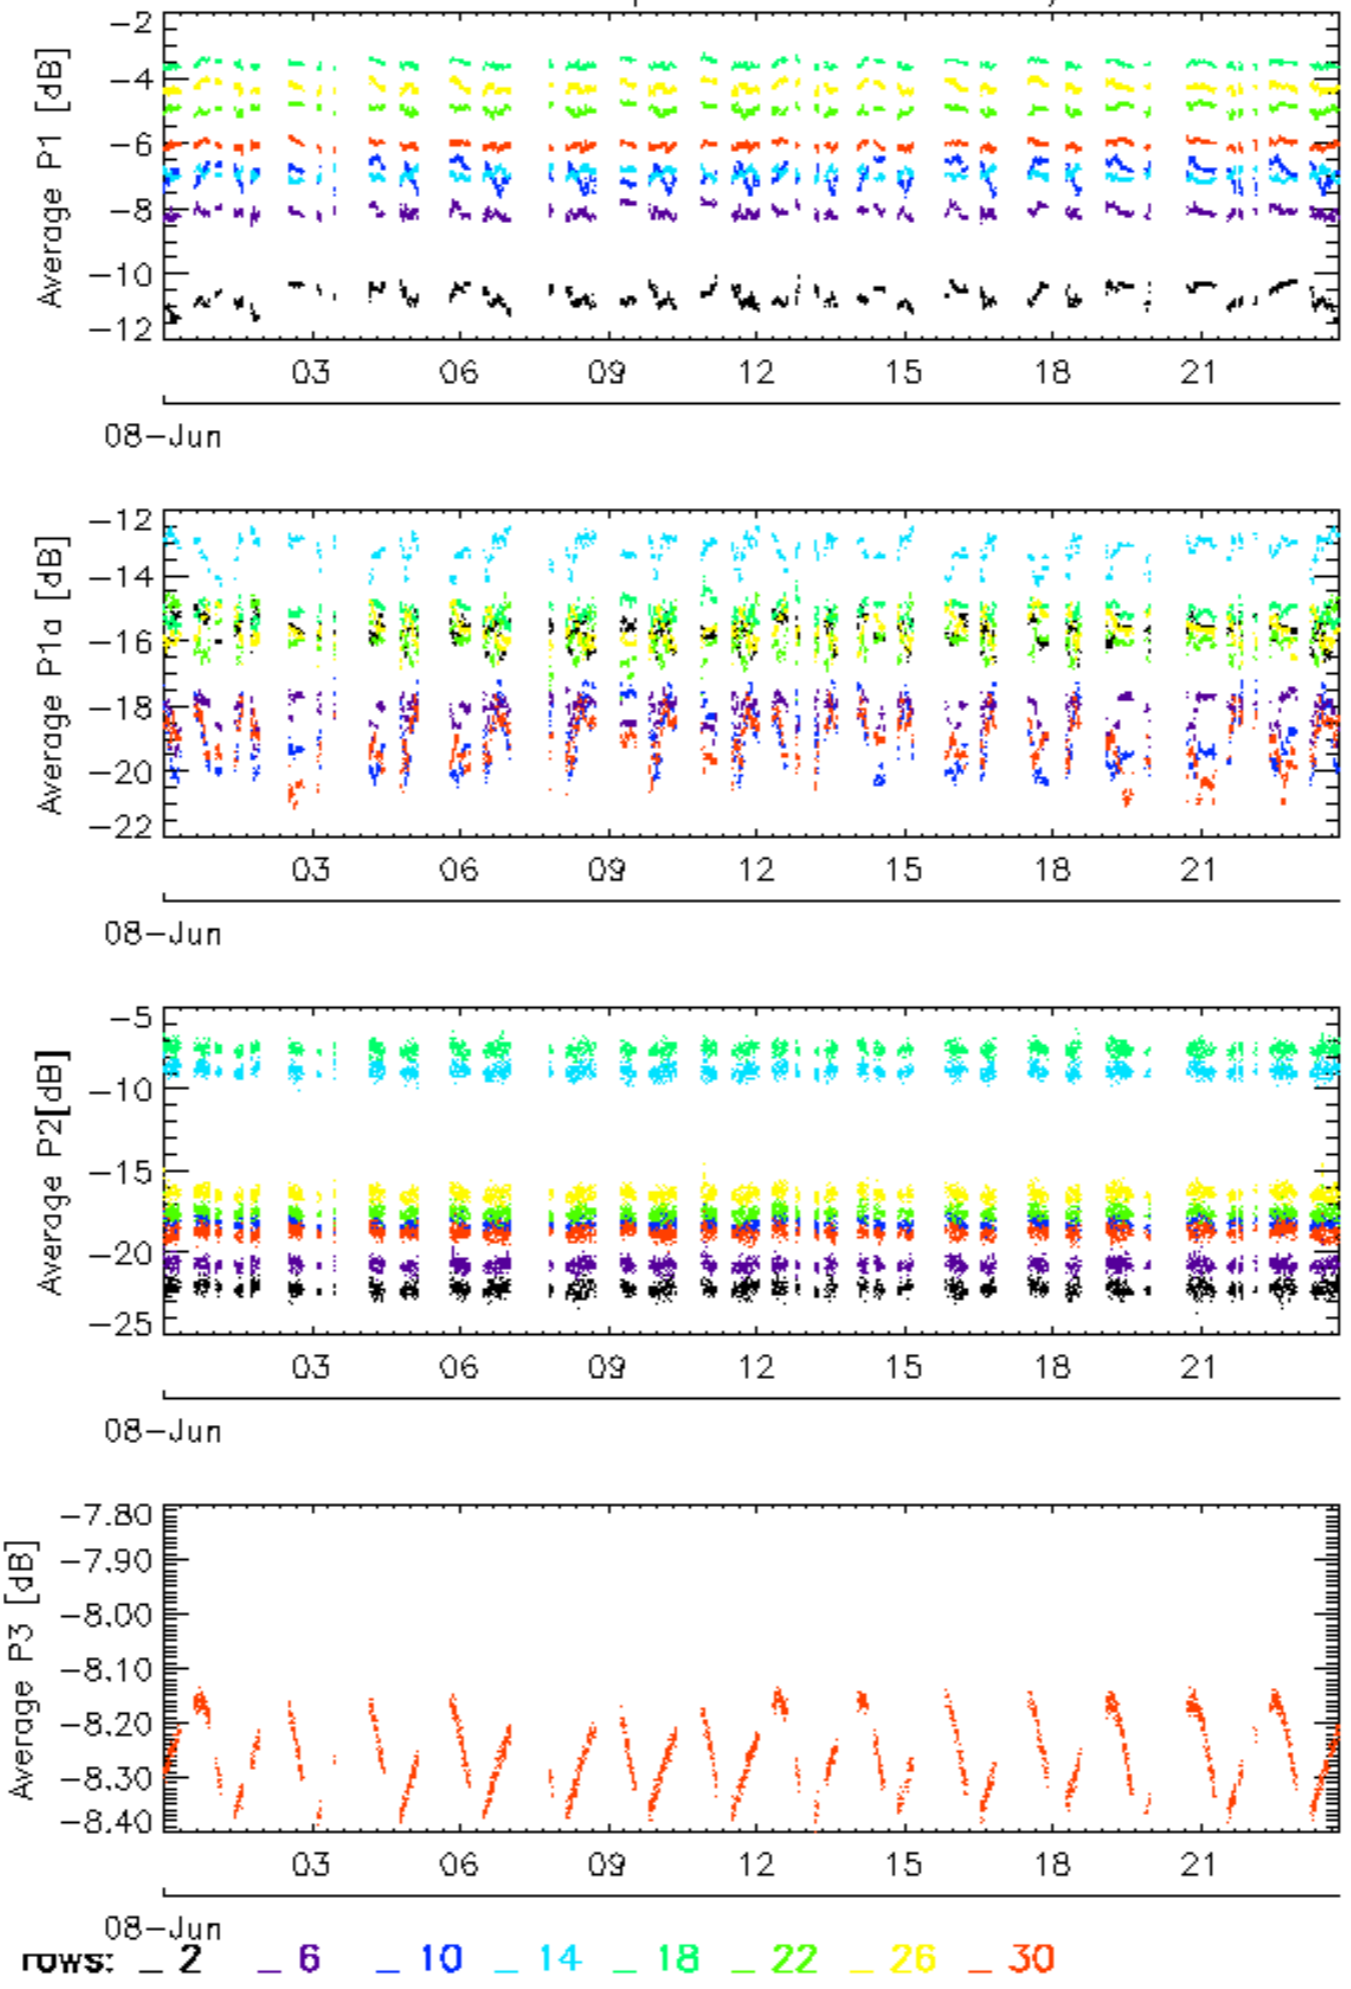 -2
-4
-6
-8
-10
-12
Average P1 [dB]
03 06 09 12 15 18 21
08-Jun
-12
-14
-16
-18
-20
-22
Average P1a [dB]
03 06 09 12 15 18 21
08-Jun
-5
-10
-15
-20
-25
Average P2[dB]
03 06 09 12 15 18 21
08-Jun
-7.80
-7.90
-8.00
-8.10
-8.20
-8.30
-8.40
Average P3 [dB]
03 06 09 12 15 18 21
08-Jun
rows: _ 2 _ 6 _ 10 _ 14 _ 18 _ 22 _ 26 _ 30